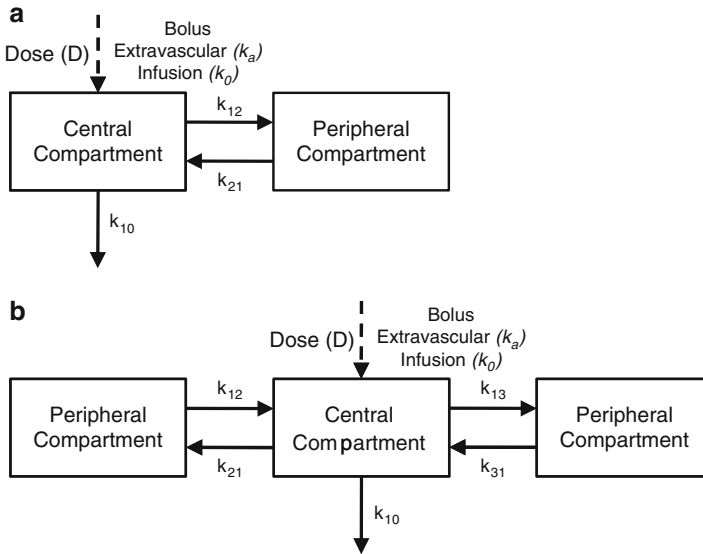 a
Dose (D)
Bolus
Extravascular (kₐ)
Infusion (k₀)
Central
Compartment
k₁₂
k₂₁
Peripheral
Compartment
k₁₀
b
Dose (D)
Bolus
Extravascular (kₐ)
Infusion (k₀)
Peripheral
Compartment
k₁₂
k₂₁
Central
Compartment
k₁₃
k₃₁
Peripheral
Compartment
k₁₀